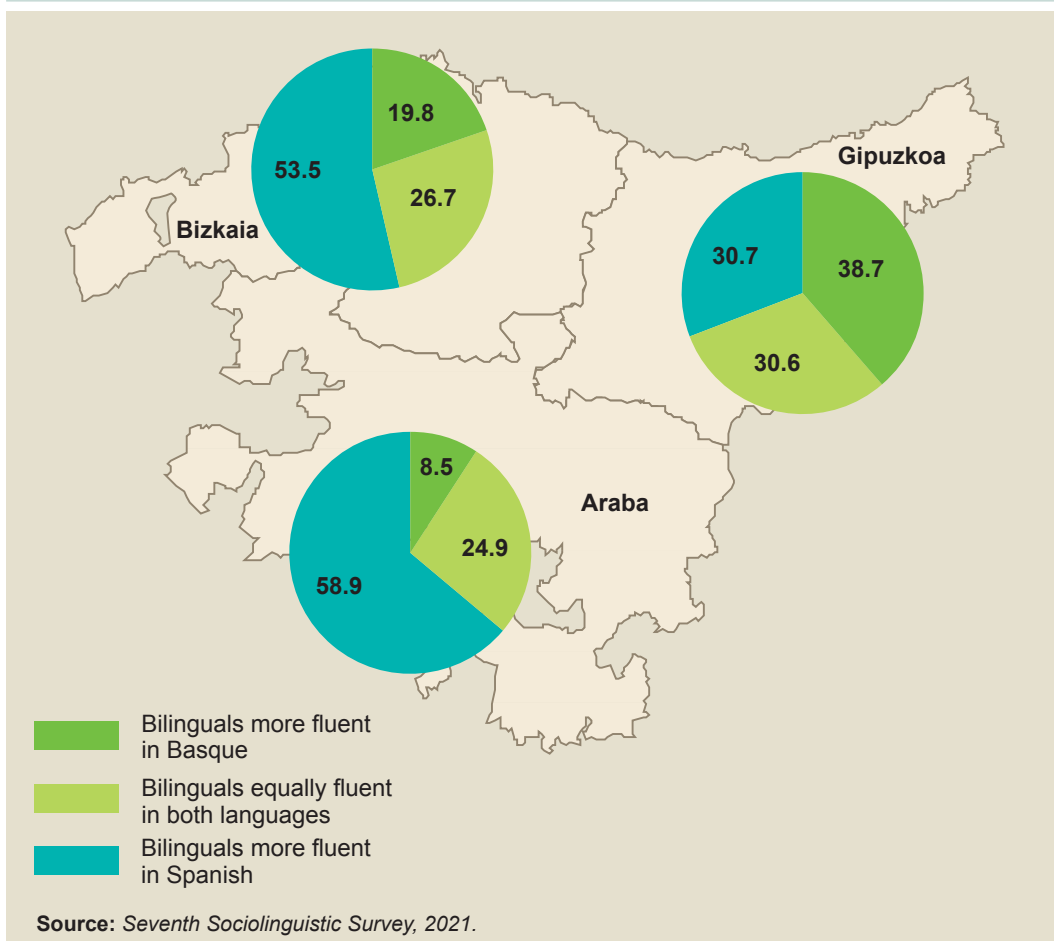 19.8
53.5
26.7
Bizkaia
Gipuzkoa
30.7
38.7
30.6
8.5
24.9
58.9
Araba
Bilinguals more fluent
in Basque
Bilinguals equally fluent
in both languages
Bilinguals more fluent
in Spanish
Source: Seventh Sociolinguistic Survey, 2021.